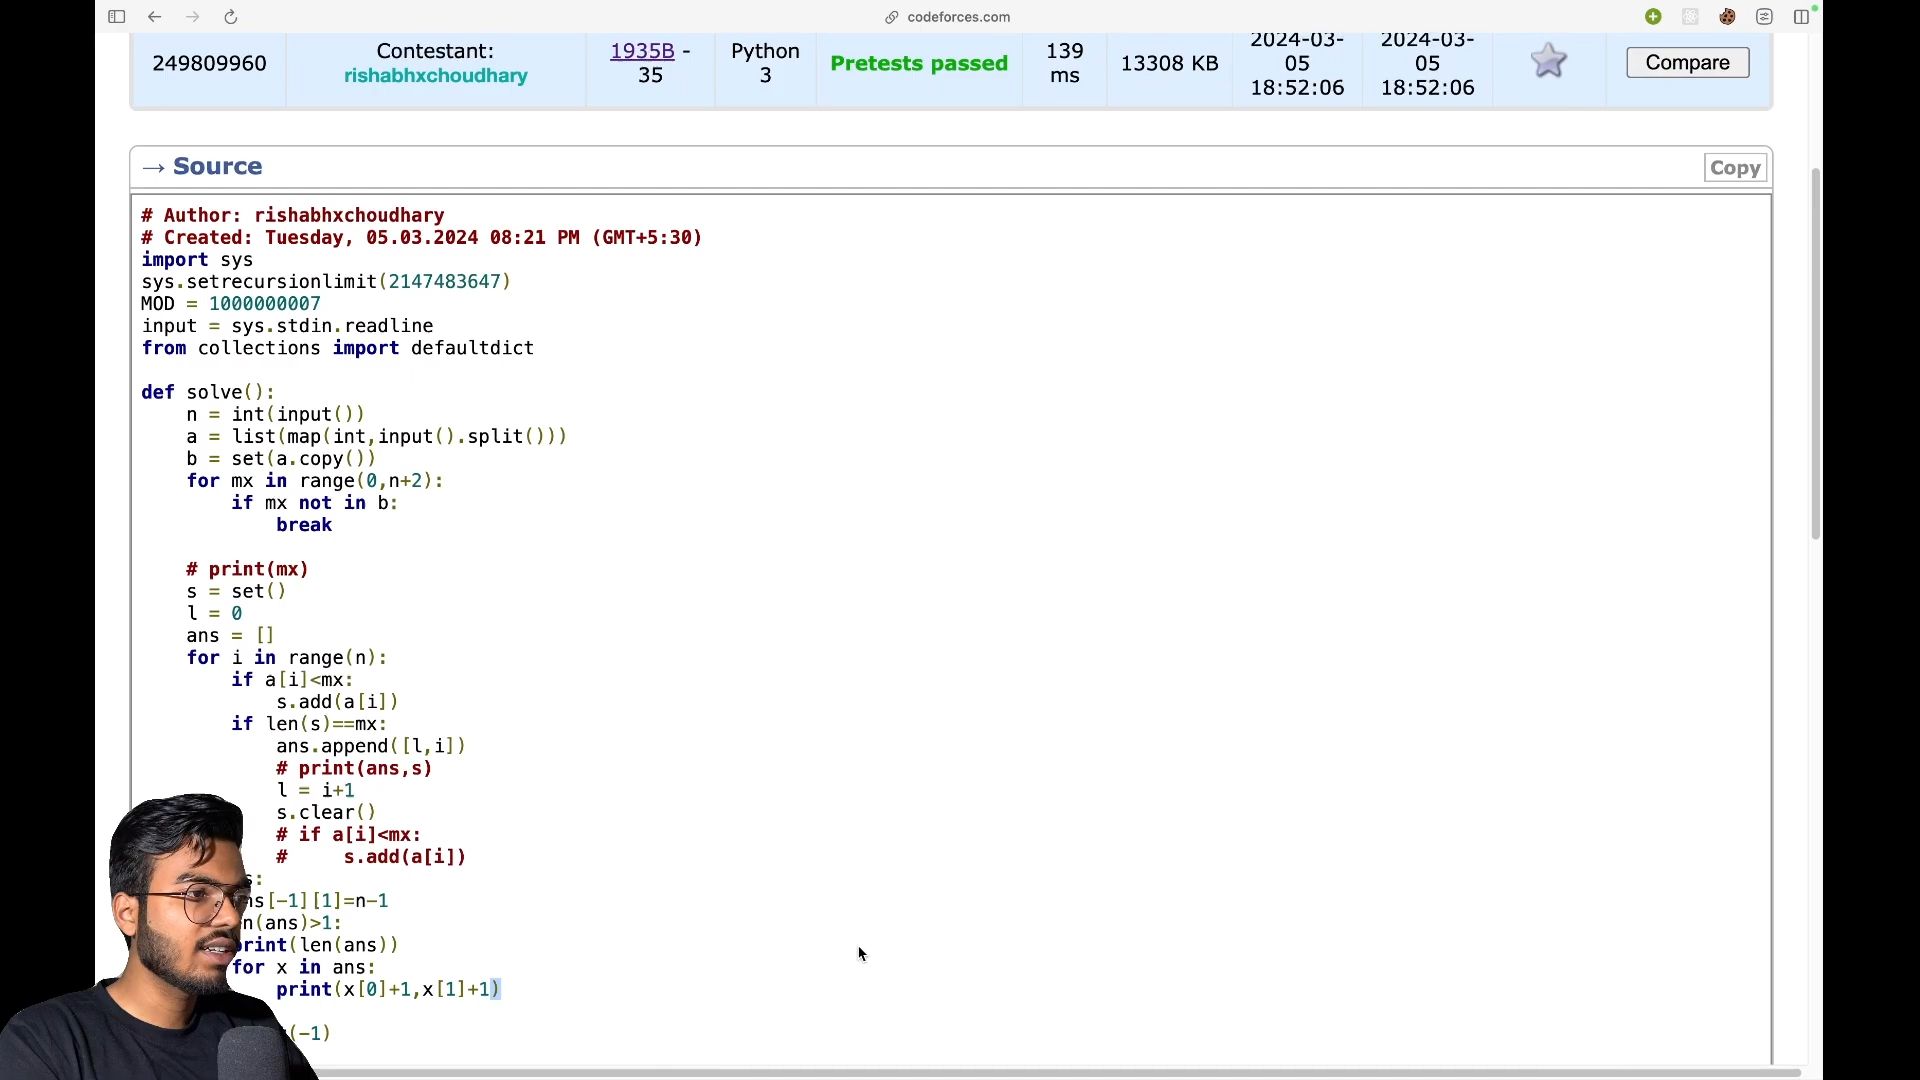 codeforces.com
249809960
Contestant:
rishabhxchoudhary
1935B -
35
Python
3
Pretests passed
139
ms
13308 KB
2024-03-
05
18:52:06
2024-03-
05
18:52:06
Compare
→ Source
Copy
# Author: rishabhxchoudhary
# Created: Tuesday, 05.03.2024 08:21 PM (GMT+5:30)
import sys
sys.setrecursionlimit(2147483647)
MOD = 1000000007
input = sys.stdin.readline
from collections import defaultdict
def solve():
n = int(input())
a = list(map(int,input().split()))
b = set(a.copy())
for mx in range(0,n+2):
if mx not in b:
break
# print(mx)
s = set()
l = 0
ans = []
for i in range(n):
if a[i]<mx:
s.add(a[i])
if len(s)==mx:
ans.append([l,i])
# print(ans,s)
l = i+1
s.clear()
# if a[i]<mx:
#     s.add(a[i])
s:
ns[-1][1]=n-1
n(ans)>1:
print(len(ans))
for x in ans:
print(x[0]+1,x[1]+1)
(-1)